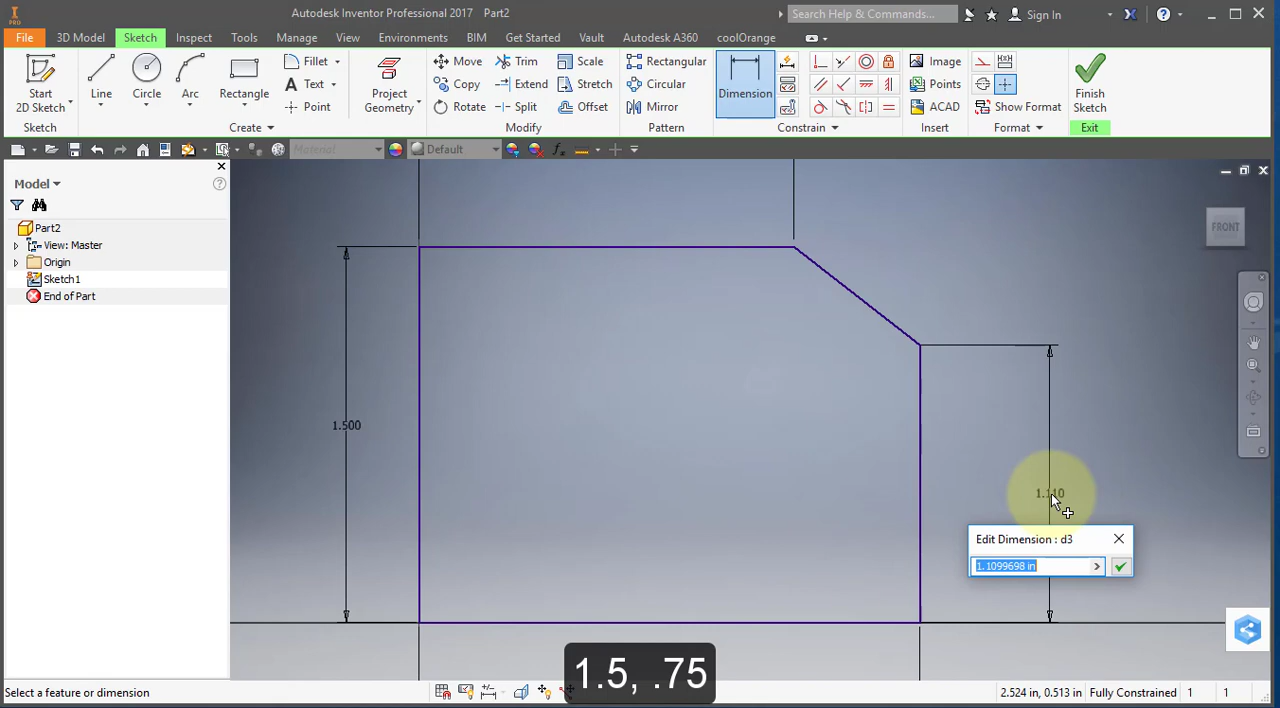 Autodesk Inventor Professional 2017 Part2
Search Help & Commands...
Sign In
PRO
File 3D Model Sketch Inspect Tools Manage View Environments BIM Get Started Vault Autodesk A360 coolOrange
Start
2D Sketch
Line
Circle
Arc
Rectangle
Fillet
Text
Point
Project
Geometry
Move
Copy
Rotate
Trim
Extend
Split
Scale
Stretch
Offset
Rectangular
Circular
Mirror
Dimension
Image
Points
ACAD
Show Format
Finish
Sketch
Sketch Create Modify Pattern Constrain Insert Format Exit
Material
Default
Model
Part2
View: Master
Origin
Sketch1
End of Part
FRONT
1.500
Edit Dimension : d3
1.1099698 in
1.5, .75
Select a feature or dimension
2.524 in, 0.513 in Fully Constrained 1 1